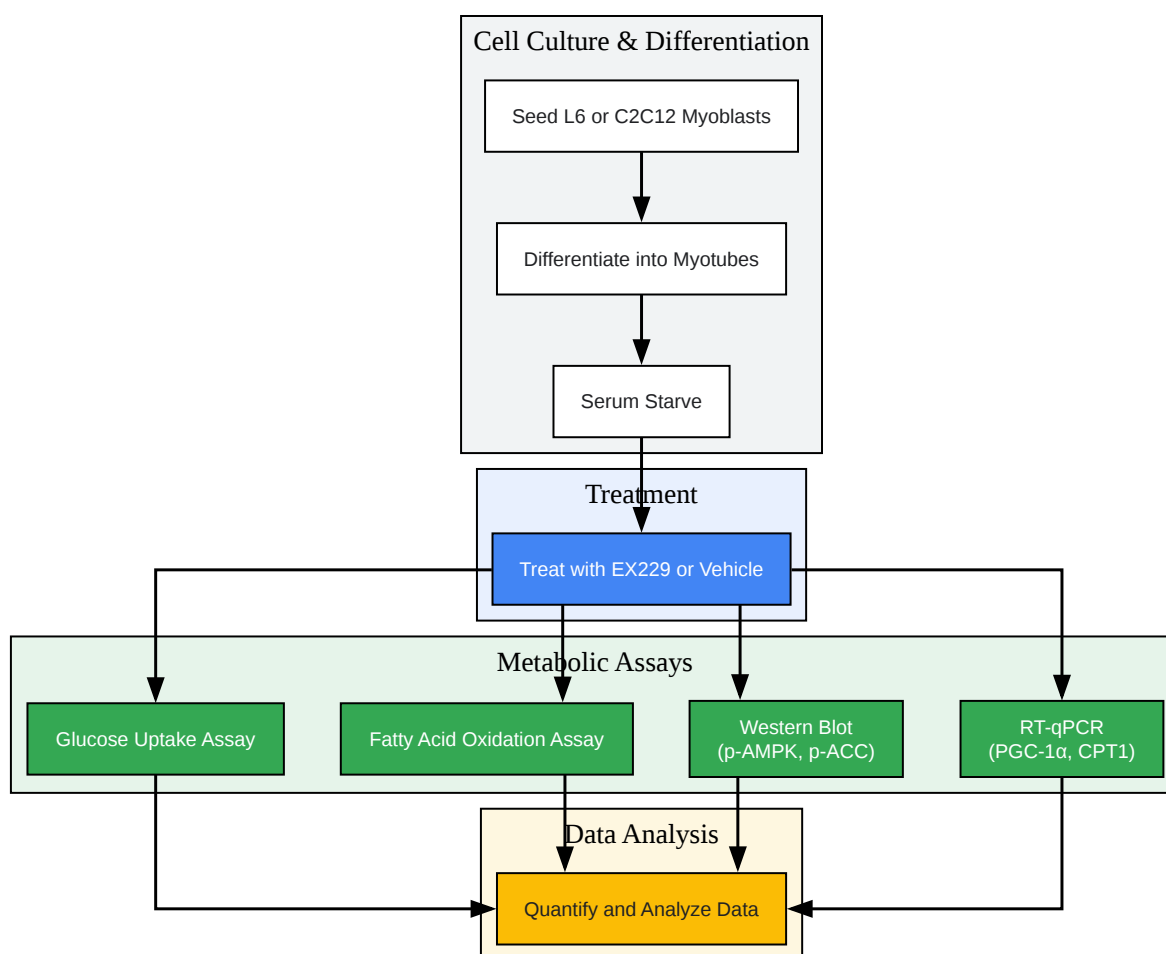 Cell Culture & Differentiation
Seed L6 or C2C12 Myoblasts
Differentiate into Myotubes
Serum Starve
Treatment
Treat with EX229 or Vehicle
Metabolic Assays
Glucose Uptake Assay
Fatty Acid Oxidation Assay
Western Blot
(p-AMPK, p-ACC)
RT-qPCR
(PGC-1α, CPT1)
Data Analysis
Quantify and Analyze Data